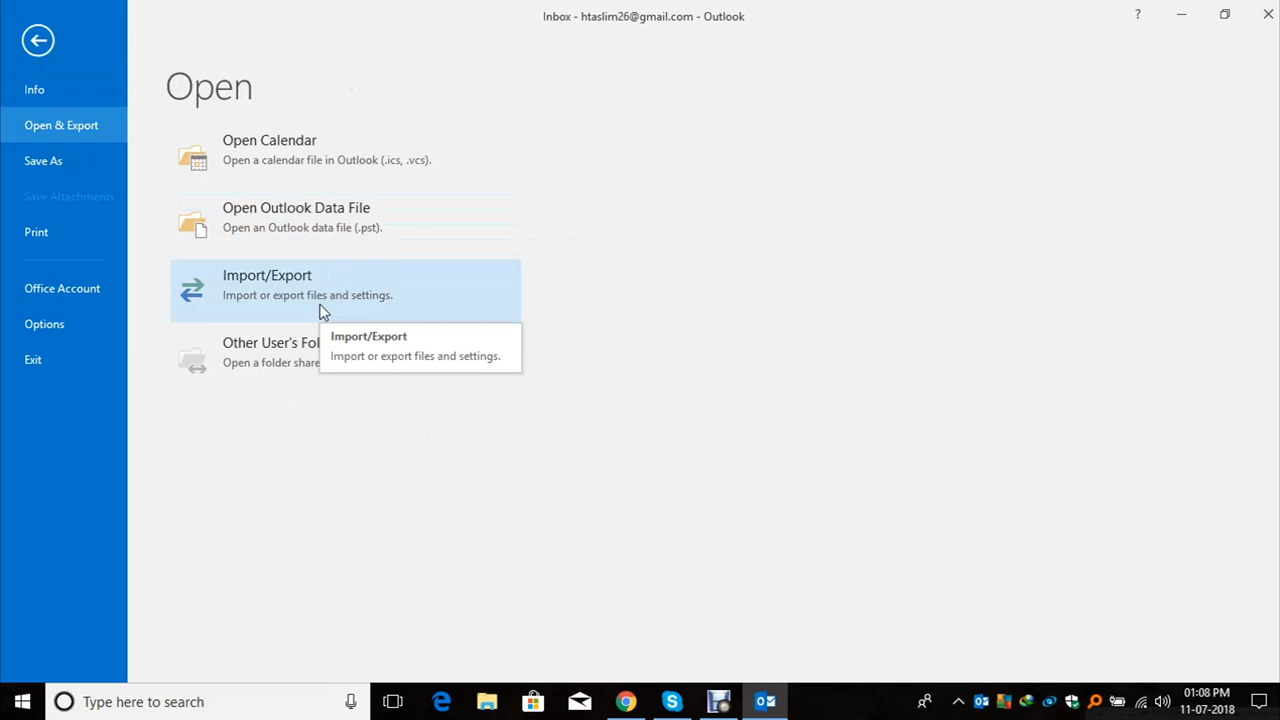 Inbox - htaslim26@gmail.com - Outlook
?
Info
Open & Export
Save As
Save Attachments
Print
Office Account
Options
Exit
Open
Open Calendar
Open a calendar file in Outlook (.ics, .vcs).
Open Outlook Data File
Open an Outlook data file (.pst).
Import/Export
Import or export files and settings.
Other User's Fol
Open a folder share
Import/Export
Import or export files and settings.
Type here to search
01:08 PM
11-07-2018